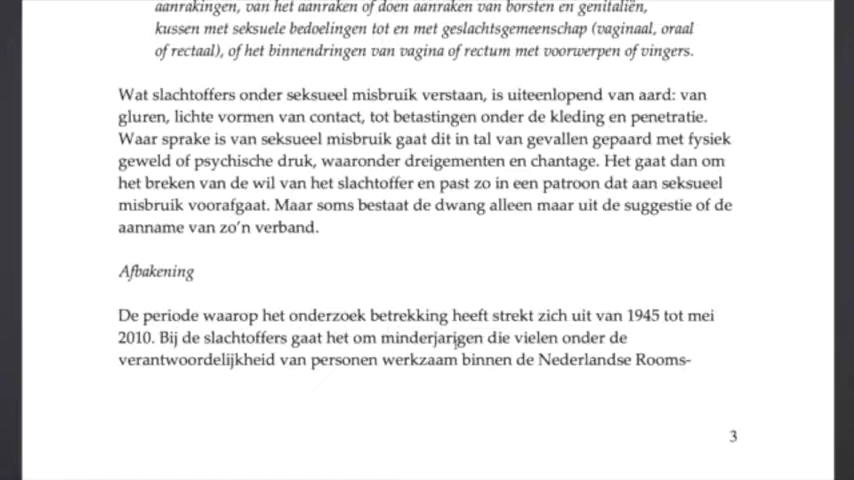 aanrakingen, van het aanraken of doen aanraken van borsten en genitaliën,
kussen met seksuele bedoelingen tot en met geslachtsgemeenschap (vaginaal, oraal
of rectaal), of het binnendringen van vagina of rectum met voorwerpen of vingers.
Wat slachtoffers onder seksueel misbruik verstaan, is uiteenlopend van aard: van
gluren, lichte vormen van contact, tot betastingen onder de kleding en penetratie.
Waar sprake is van seksueel misbruik gaat dit in tal van gevallen gepaard met fysiek
geweld of psychische druk, waaronder dreigementen en chantage. Het gaat dan om
het breken van de wil van het slachtoffer en past zo in een patroon dat aan seksueel
misbruik voorafgaat. Maar soms bestaat de dwang alleen maar uit de suggestie of de
aanname van zo'n verband.
Afbakening
De periode waarop het onderzoek betrekking heeft strekt zich uit van 1945 tot mei
2010. Bij de slachtoffers gaat het om minderjarigen die vielen onder de
verantwoordelijkheid van personen werkzaam binnen de Nederlandse Rooms-
3